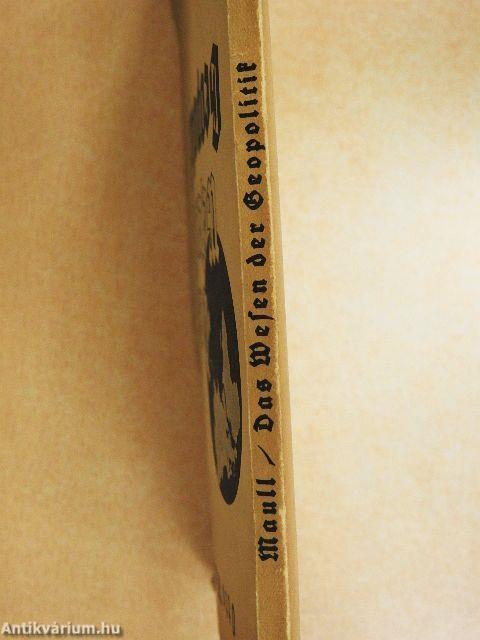 Maull / Das Wesen der Geopolitik
Antikvárium.hu